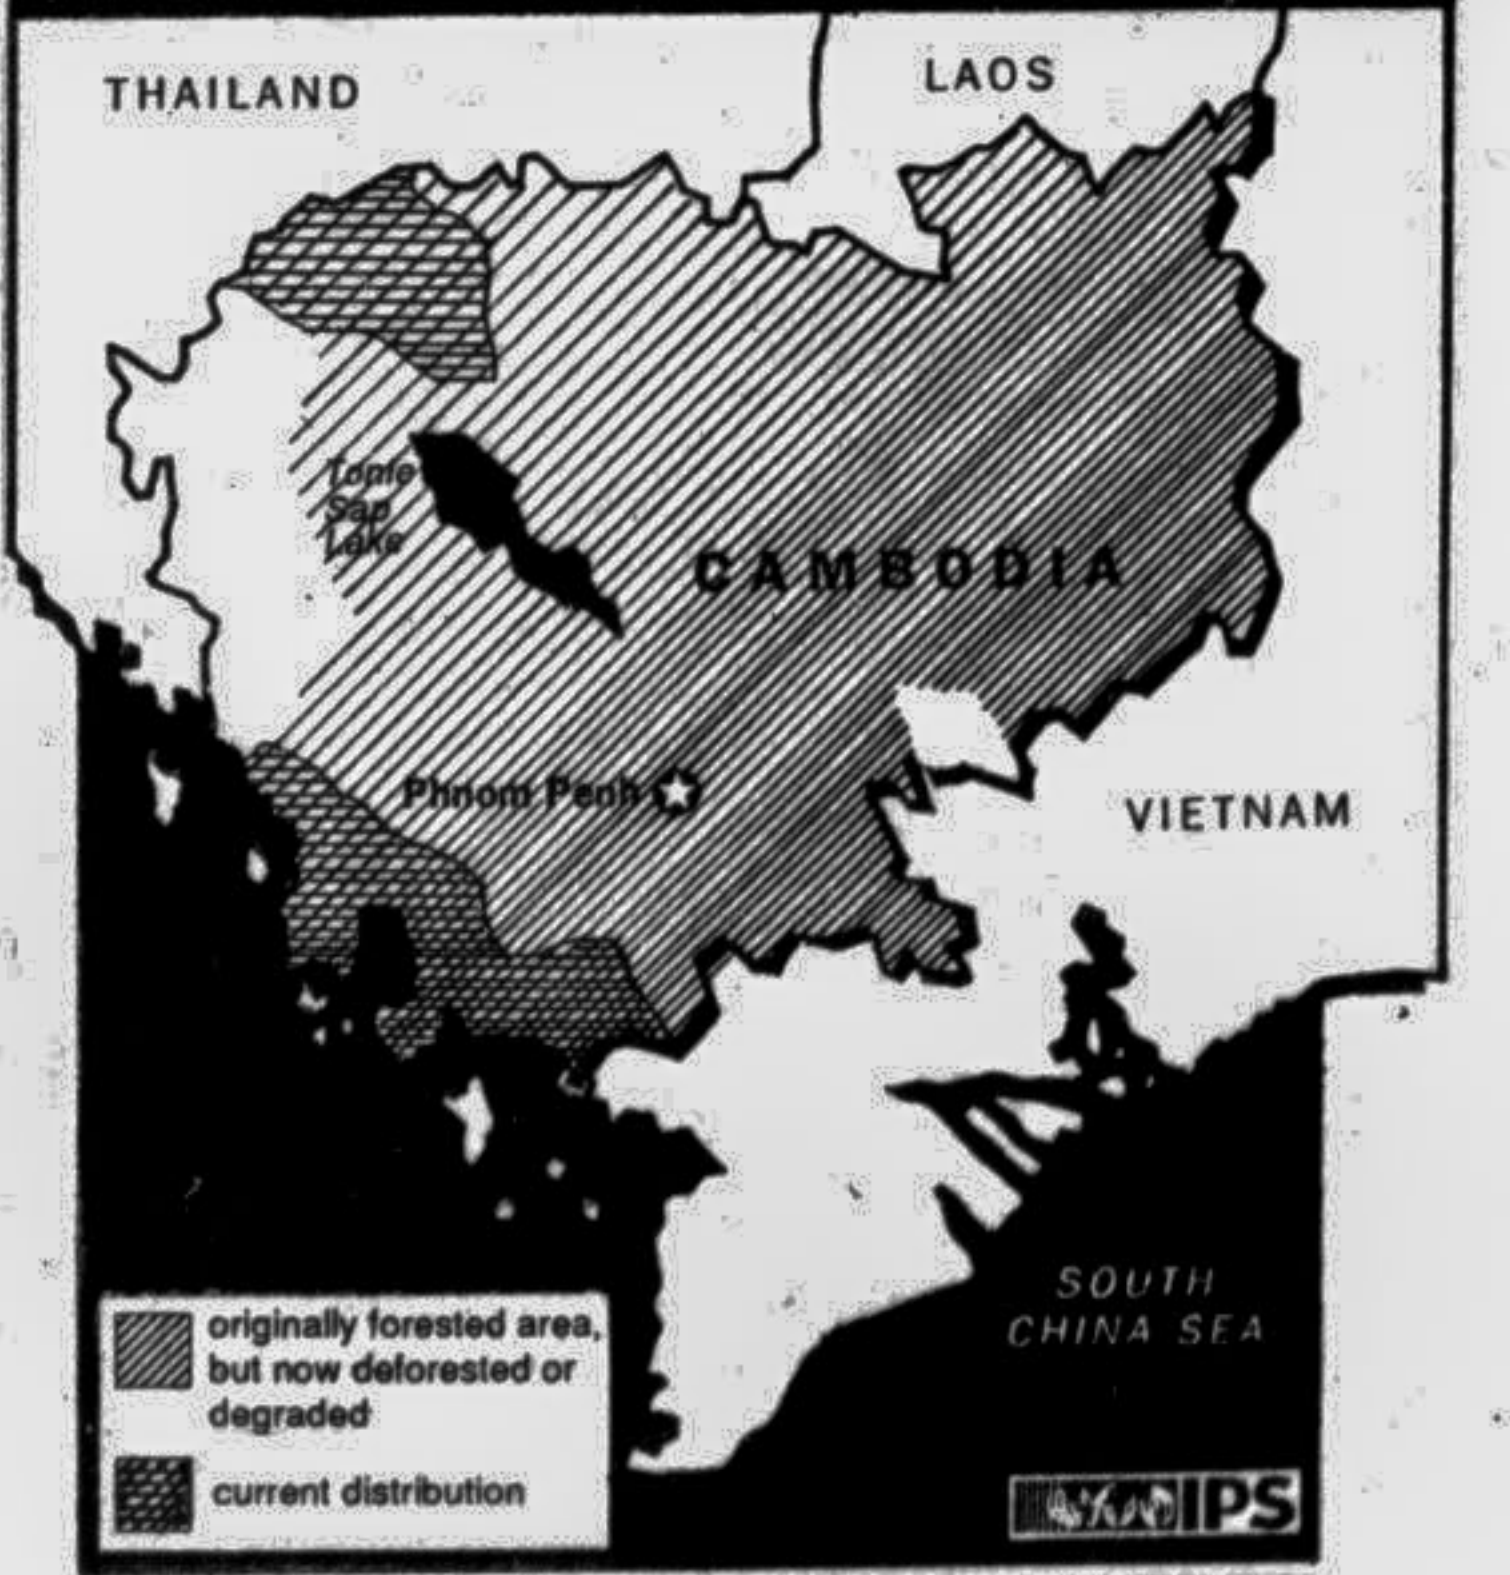 THAILAND
LAOS
Tonle
Sap
Lake
CAMBODIA
Phnom Penh
VIETNAM
SOUTH
CHINA SEA
originally forested area,
but now deforested or
degraded
current distribution
IPS